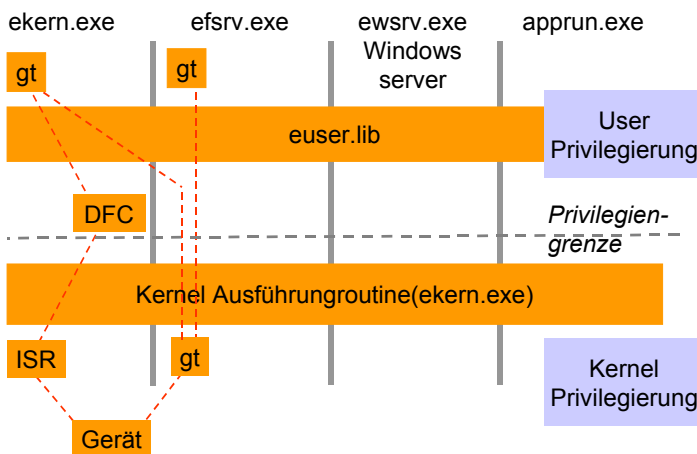 ekern.exe
efsrv.exe
ewsrv.exe
Windows
server
apprun.exe
gt
gt
euser.lib
User
Privilegierung
DFC
Privilegien-
grenze
Kernel Ausführungroutine(ekern.exe)
ISR
gt
Kernel
Privilegierung
Gerät